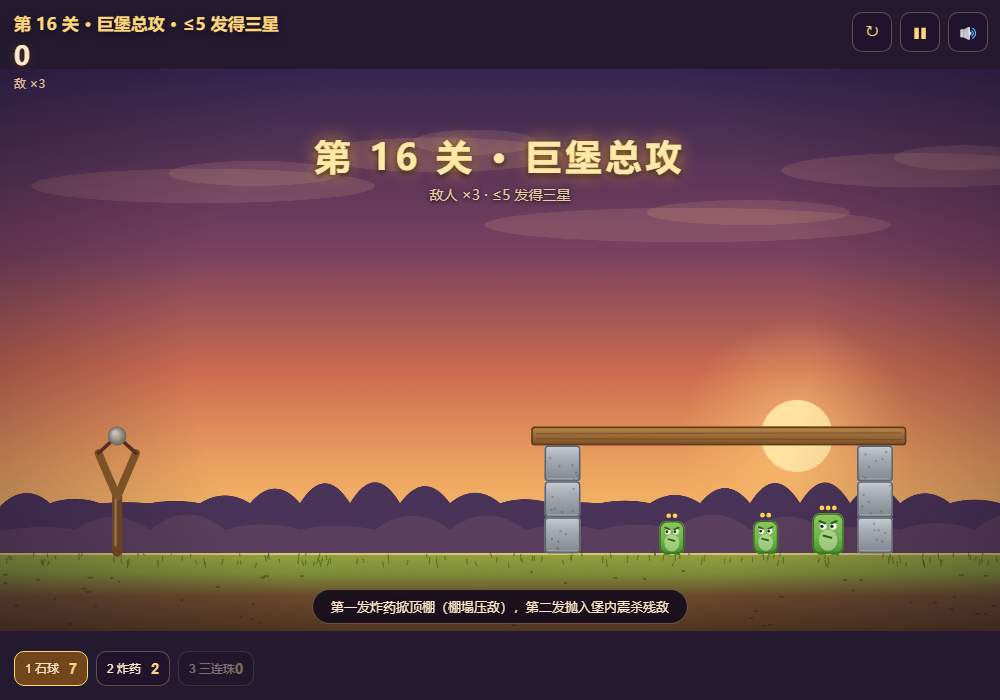 第 16 关 • 巨堡总攻 • ≤5 发得三星
0
敌 ×3
第 16 关 • 巨堡总攻
敌人 ×3 · ≤5 发得三星
第一发炸药掀顶棚（棚塌压敌），第二发抛入堡内震杀残敌
1 石球 7
2 炸药 2
3 三连珠0